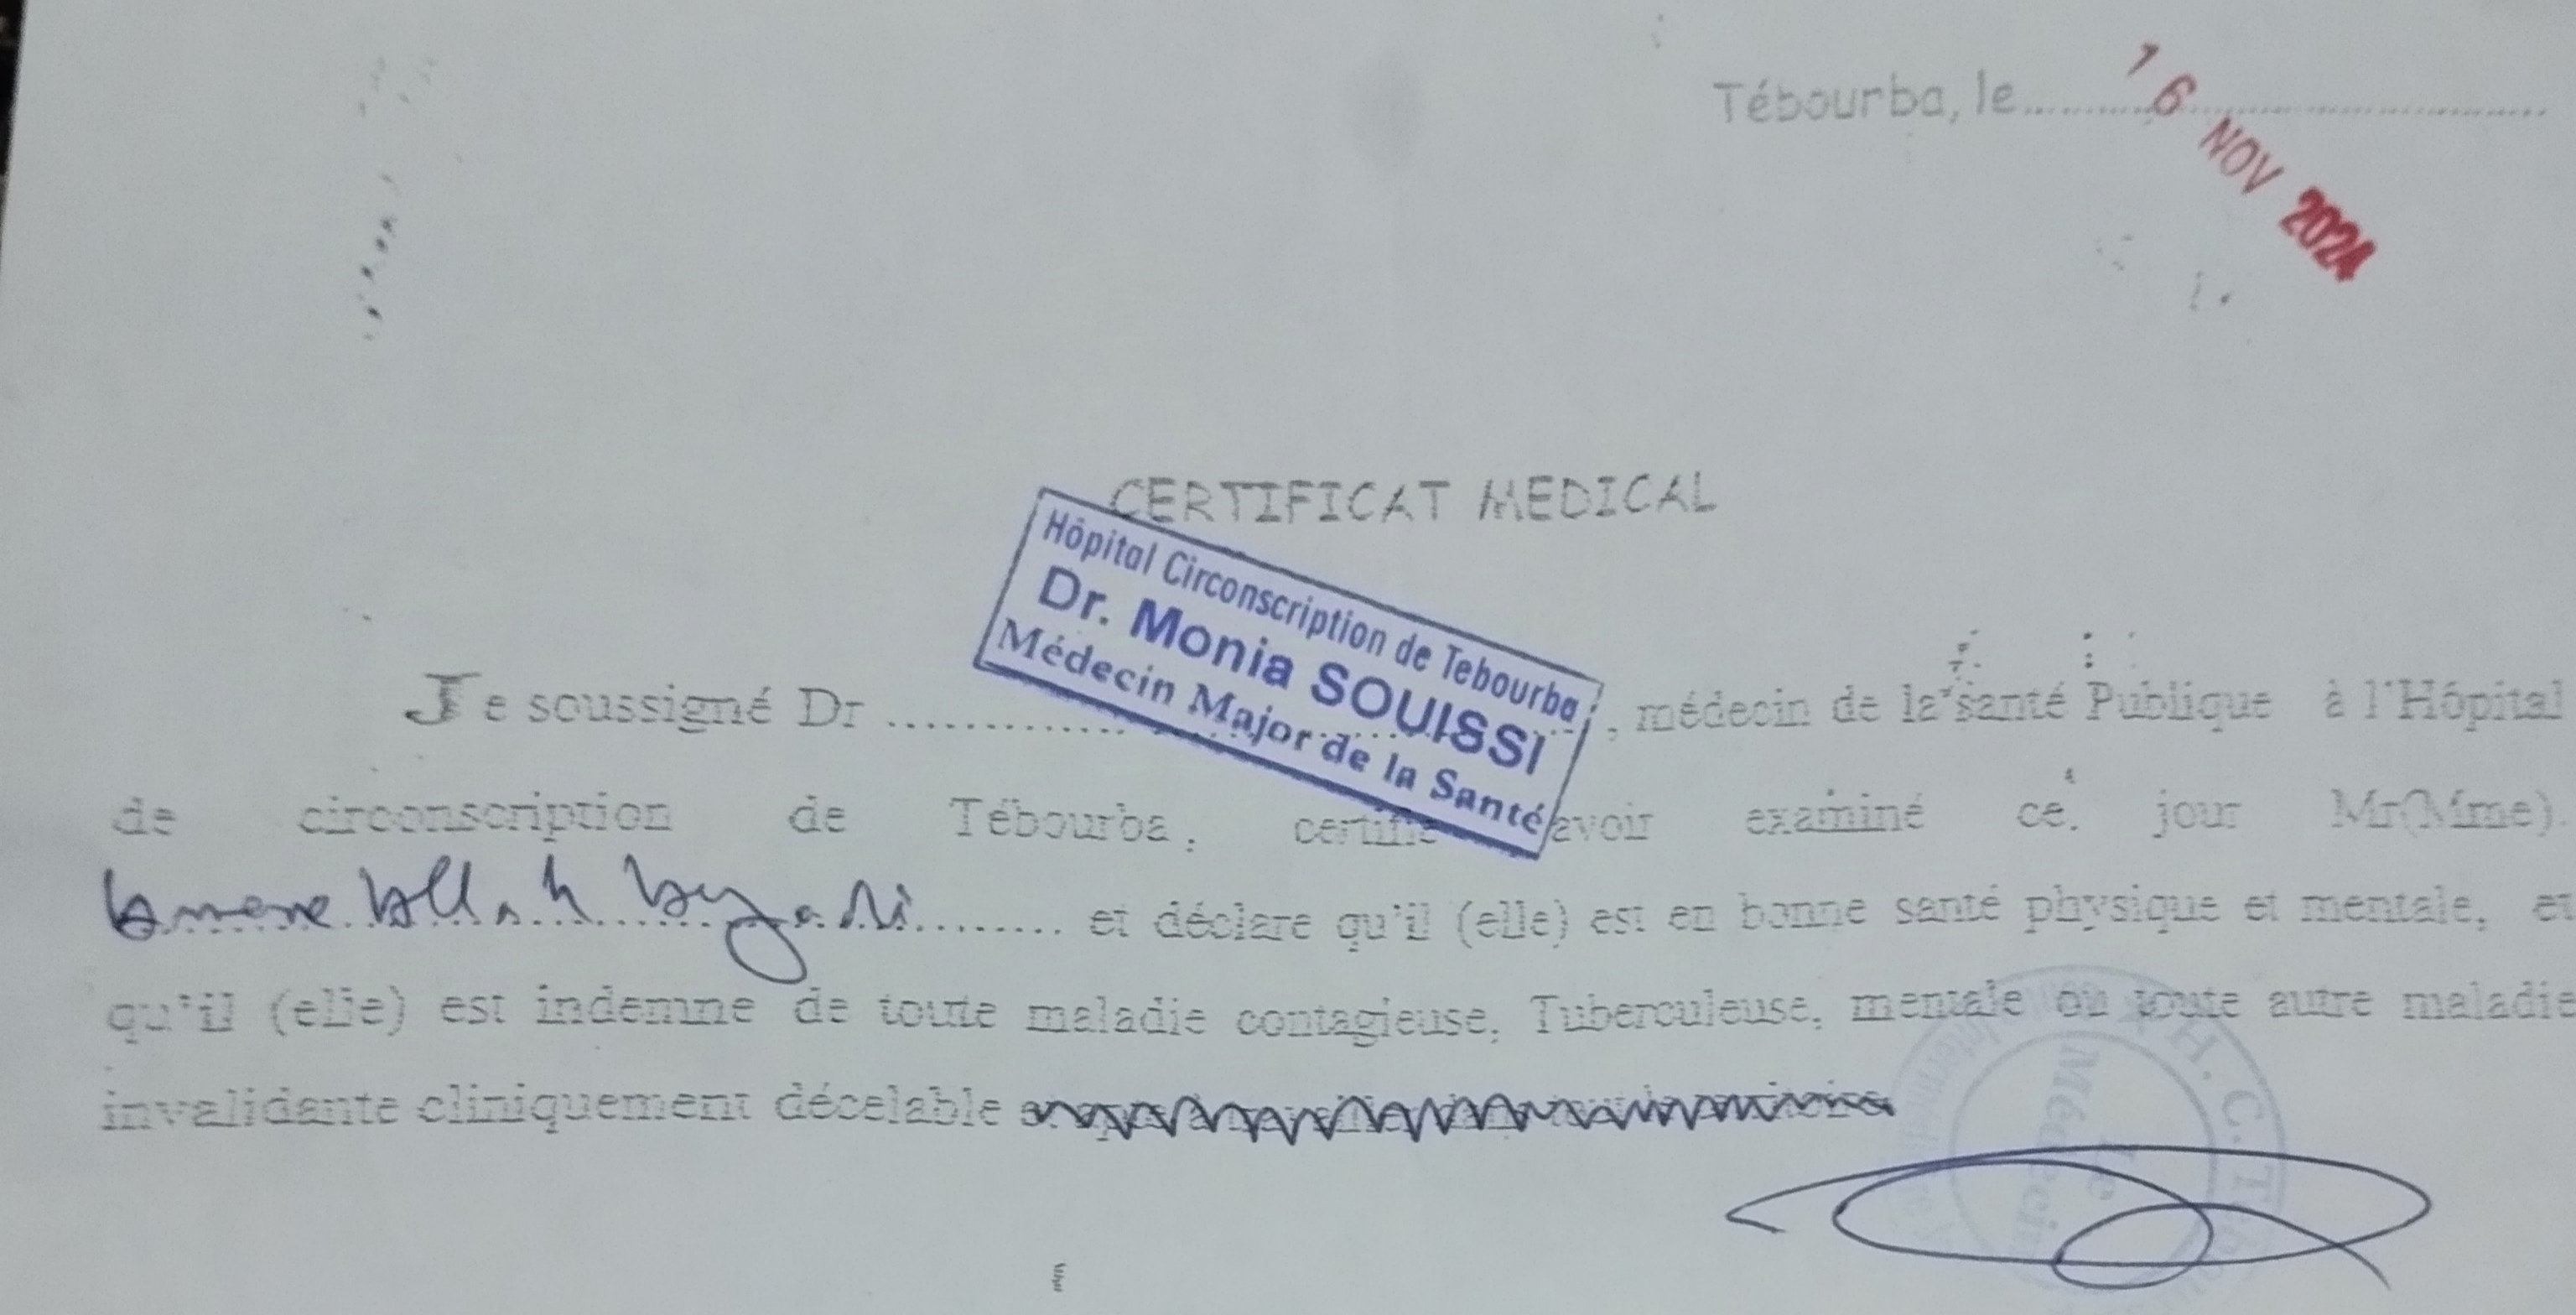 Tébourba, le.......................................
16 NOV 2024
CERTIFICAT MEDICAL
Hôpital Circonscription de Tebourba
Dr. Monia SOUISSI
Médecin Major de la Santé
Je soussigné Dr ......................, médecin de la santé Publique à l'Hôpital
de circonscription de Tébourba, certifie avoir examiné ce jour Mr(Mme).
et déclare qu'il (elle) est en bonne santé physique et mentale, et
qu'il (elle) est indemne de toute maladie contagieuse, Tuberculeuse, mentale ou toute autre maladie
invalidante cliniquement décelable
H. C. T
Le
Médecin